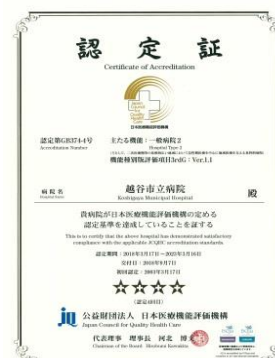 認定証
Certificate of Accreditation
日本医療機能評価機構
認定第GB374-4号
Accreditation Number
主たる機能：一般病院2
Hospital Type 2
機能種別版評価項目3rdG：Ver.1.1
病院名
越谷市立病院
殿
Koshigaya Municipal Hospital
貴病院が日本医療機能評価機構の定める
認定基準を達成していることを証する
This is to certify that the above hospital has demonstrated satisfactory
compliance with the applicable JCQHC accreditation standards.
公益財団法人 日本医療機能評価機構
Japan Council for Quality Health Care
代表理事 理事長 河北 博文